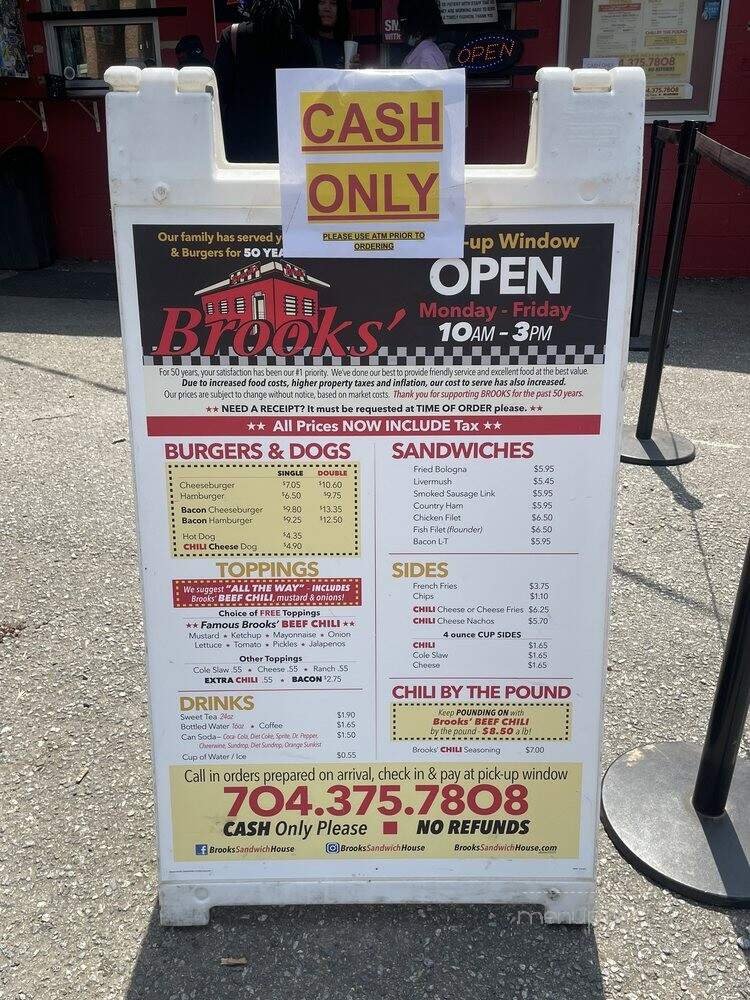 OPEN
4.375.7808
CASH
ONLY
PLEASE USE ATM PRIOR TO
ORDERING
Our family has served
& Burgers for 50 YEA
-up Window
OPEN
Monday - Friday
10AM - 3PM
Brooks'
For 50 years, your satisfaction has been our #1 priority. We've done our best to provide friendly service and excellent food at the best value.
Due to increased food costs, higher property taxes and inflation, our cost to serve has also increased.
Our prices are subject to change without notice, based on market costs. Thank you for supporting BROOKS for the past 50 years.
★★ NEED A RECEIPT? It must be requested at TIME OF ORDER please. ★★
★★ All Prices NOW INCLUDE Tax ★★
BURGERS & DOGS
SINGLE DOUBLE
Cheeseburger $7.05 $10.60
Hamburger $6.50 $9.75
Bacon Cheeseburger $9.80 $13.35
Bacon Hamburger $9.25 $12.50
Hot Dog $4.35
CHILI Cheese Dog $4.90
TOPPINGS
We suggest "ALL THE WAY" - INCLUDES
Brooks' BEEF CHILI, mustard & onions!
Choice of FREE Toppings
★★ Famous Brooks' BEEF CHILI ★★
Mustard ★ Ketchup ★ Mayonnaise ★ Onion
Lettuce ★ Tomato ★ Pickles ★ Jalapenos
Other Toppings
Cole Slaw .55 ★ Cheese .55 ★ Ranch .55
EXTRA CHILI .55 ★ BACON $2.75
DRINKS
Sweet Tea 24oz $1.90
Bottled Water 16oz ★ Coffee $1.65
Can Soda- Coca-Cola, Diet Coke, Sprite, Dr. Pepper, $1.50
Cheerwine, Sundrop, Diet Sundrop, Orange Sunkist
Cup of Water / Ice $0.55
SANDWICHES
Fried Bologna $5.95
Livermush $5.45
Smoked Sausage Link $5.95
Country Ham $5.95
Chicken Filet $6.50
Fish Filet (flounder) $6.50
Bacon L-T $5.95
SIDES
French Fries $3.75
Chips $1.10
CHILI Cheese or Cheese Fries $6.25
CHILI Cheese Nachos $5.70
4 ounce CUP SIDES
CHILI $1.65
Cole Slaw $1.65
Cheese $1.65
CHILI BY THE POUND
Keep POUNDING ON with
Brooks' BEEF CHILI
by the pound - $8.50 a lb!
Brooks' CHILI Seasoning $7.00
Call in orders prepared on arrival, check in & pay at pick-up window
704.375.7808
CASH Only Please ■ NO REFUNDS
BrooksSandwichHouse BrooksSandwichHouse BrooksSandwichHouse.com